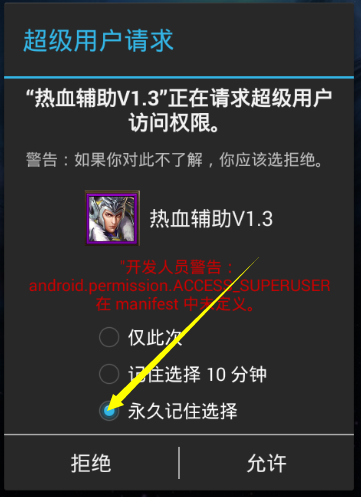 超级用户请求
“热血辅助V1.3”正在请求超级用户
访问权限。
警告：如果你对此不了解，你应该选拒绝。
热血辅助V1.3
*开发人员警告：
android.permission.ACCESS_SUPERUSER
在 manifest 中未定义。
仅此次
记住选择 10 分钟
永久记住选择
拒绝
允许